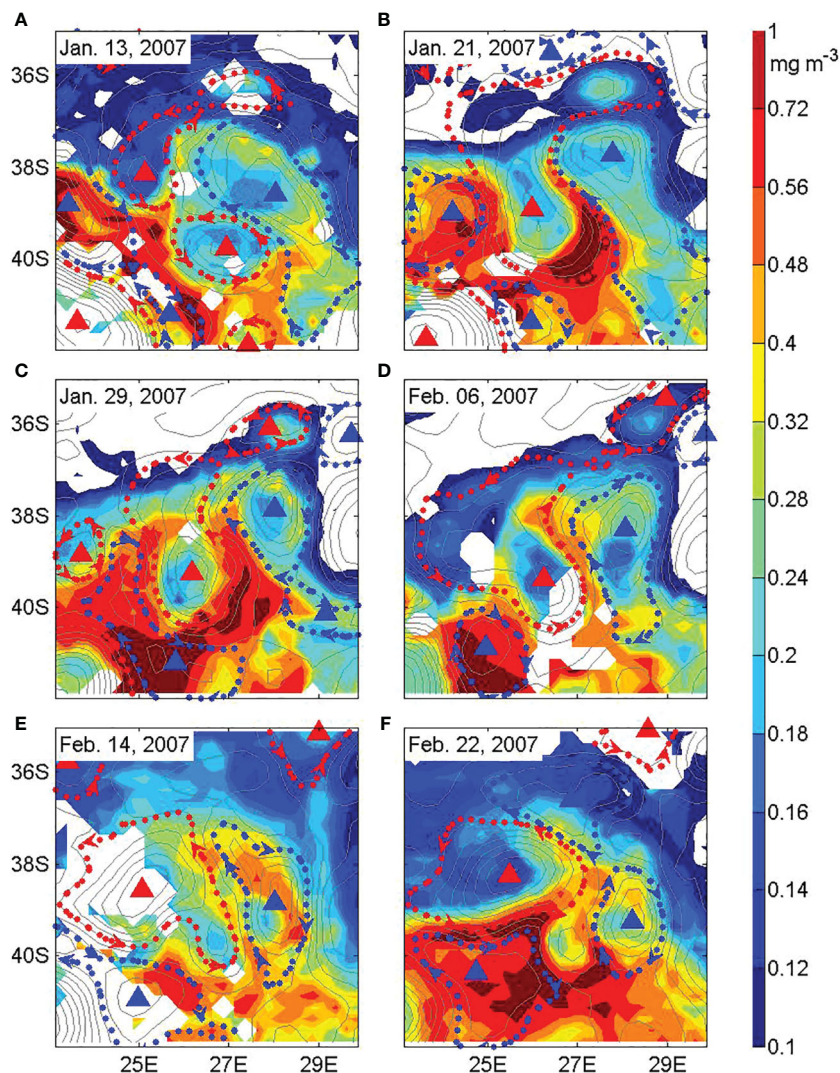 A
B
Jan. 13, 2007
Jan. 21, 2007
36S
38S
40S
C
D
Jan. 29, 2007
Feb. 06, 2007
36S
38S
40S
E
F
Feb. 14, 2007
Feb. 22, 2007
36S
38S
40S
25E 27E 29E
25E 27E 29E
1
mg m-3
0.72
0.56
0.48
0.4
0.32
0.28
0.24
0.2
0.18
0.16
0.14
0.12
0.1